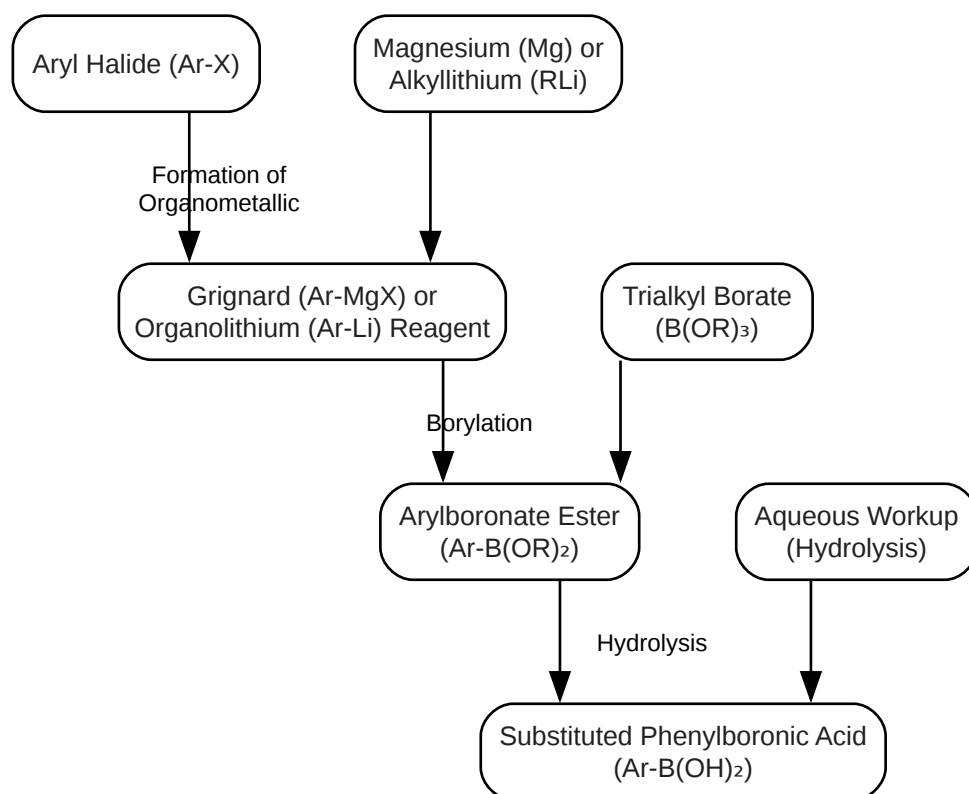 Aryl Halide (Ar-X)
Magnesium (Mg) or
Alkyllithium (RLi)
Formation of
Organometallic
Grignard (Ar-MgX) or
Organolithium (Ar-Li) Reagent
Trialkyl Borate
(B(OR)₃)
Borylation
Arylboronate Ester
(Ar-B(OR)₂)
Aqueous Workup
(Hydrolysis)
Hydrolysis
Substituted Phenylboronic Acid
(Ar-B(OH)₂)